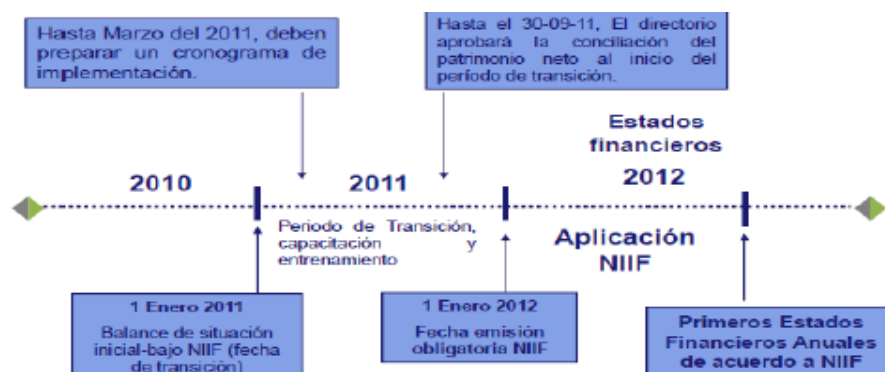 Hasta Marzo del 2011, deben
preparar un cronograma de
implementación.
Hasta el 30-09-11, El directorio
aprobará la conciliación del
patrimonio neto al inicio del
período de transición.
Estados
financieros
2010
2011
2012
Periodo de Transición,
capacitación y
entrenamiento
Aplicación
NIIF
1 Enero 2011
Balance de situación
inicial-bajo NIIF (fecha
de transición)
1 Enero 2012
Fecha emisión
obligatoria NIIF
Primeros Estados
Financieros Anuales
de acuerdo a NIIF